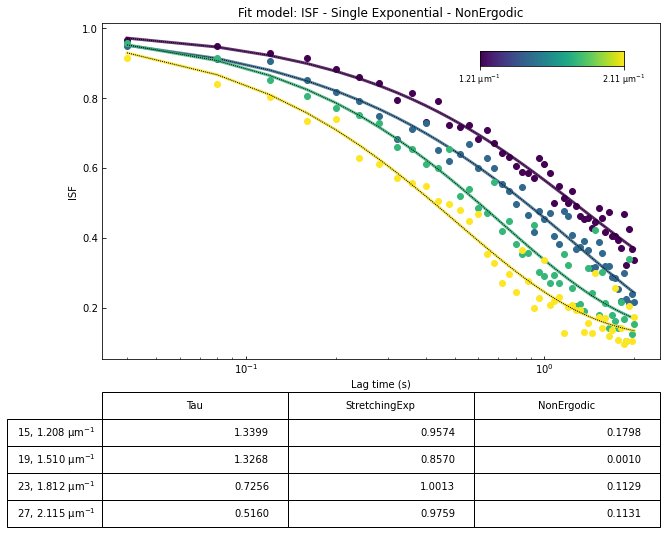 Fit model: ISF - Single Exponential - NonErgodic
1.0
0.8
0.6
0.4
0.2
ISF
1.21 μm⁻¹ 2.11 μm⁻¹
10⁻¹ 10⁰
Lag time (s)
Tau StretchingExp NonErgodic
15, 1.208 μm⁻¹ 1.3399 0.9574 0.1798
19, 1.510 μm⁻¹ 1.3268 0.8570 0.0010
23, 1.812 μm⁻¹ 0.7256 1.0013 0.1129
27, 2.115 μm⁻¹ 0.5160 0.9759 0.1131